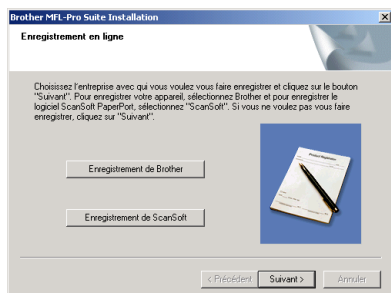 Brother MFL-Pro Suite Installation
Enregistrement en ligne
Choisissez l'entreprise avec qui vous voulez vous faire enregistrer et cliquez sur le bouton
"Suivant". Pour enregistrer votre appareil, sélectionnez Brother et pour enregistrer le
logiciel ScanSoft PaperPort, sélectionnez "ScanSoft". Si vous ne voulez pas vous faire
enregistrer, cliquez sur "Suivant".
Enregistrement de Brother
Enregistrement de ScanSoft
< Précédent
Suivant >
Annuler